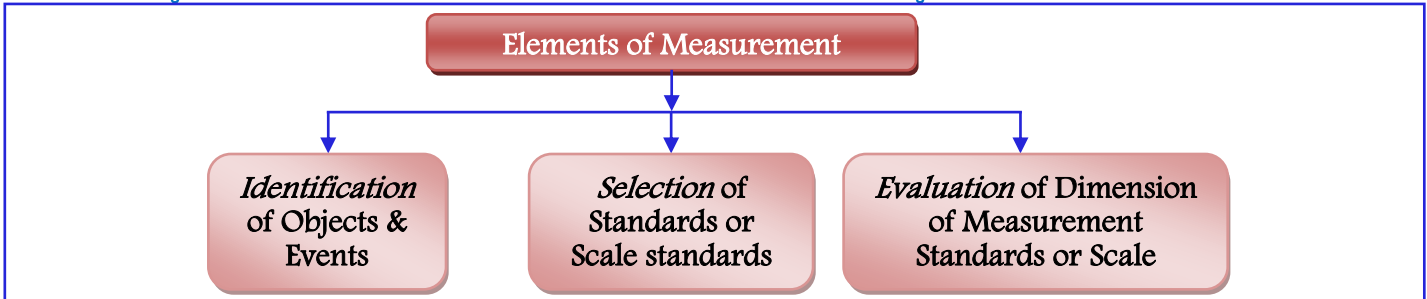 Elements of Measurement
Identification
of Objects &
Events
Selection of
Standards or
Scale standards
Evaluation of Dimension
of Measurement
Standards or Scale